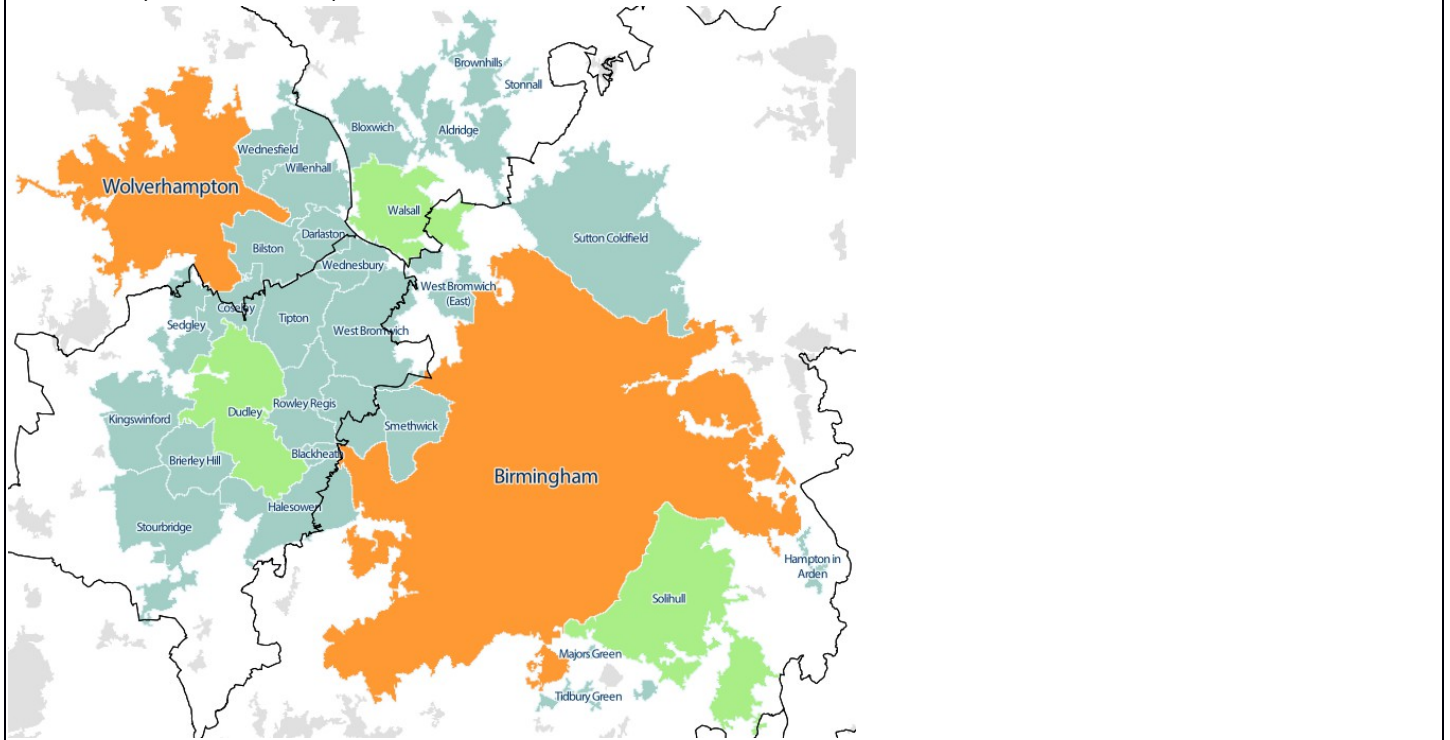 Brownhills
Stonnall
Bloxwich
Aldridge
Wednesfield
Willenhall
Wolverhampton
Walsall
Darlaston
Bilston
Sutton Coldfield
Wednesbury
West Bromwich
(East)
Coseley
Tipton
Sedgley
West Bromwich
Kingswinford
Dudley
Rowley Regis
Smethwick
Blackheath
Brierley Hill
Birmingham
Halesowen
Stourbridge
Hampton in
Arden
Solihull
Majors Green
Tidbury Green